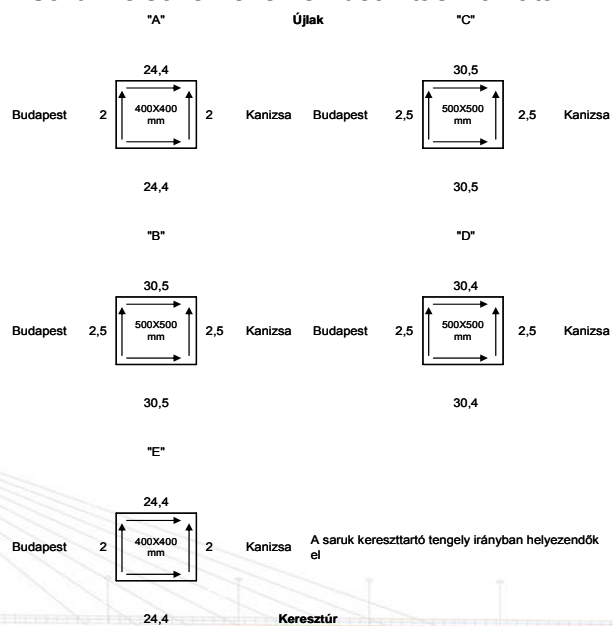 "A" Újlak "C"
24,4 30,5
Budapest 2 400X400 mm 2 Kanizsa Budapest 2,5 500X500 mm 2,5 Kanizsa
24,4 30,5
"B" "D"
30,5 30,4
Budapest 2,5 500X500 mm 2,5 Kanizsa Budapest 2,5 500X500 mm 2,5 Kanizsa
30,5 30,4
"E"
24,4
Budapest 2 400X400 mm 2 Kanizsa A saruk kereszttartó tengely irányban helyezendők
el
24,4 Keresztúr